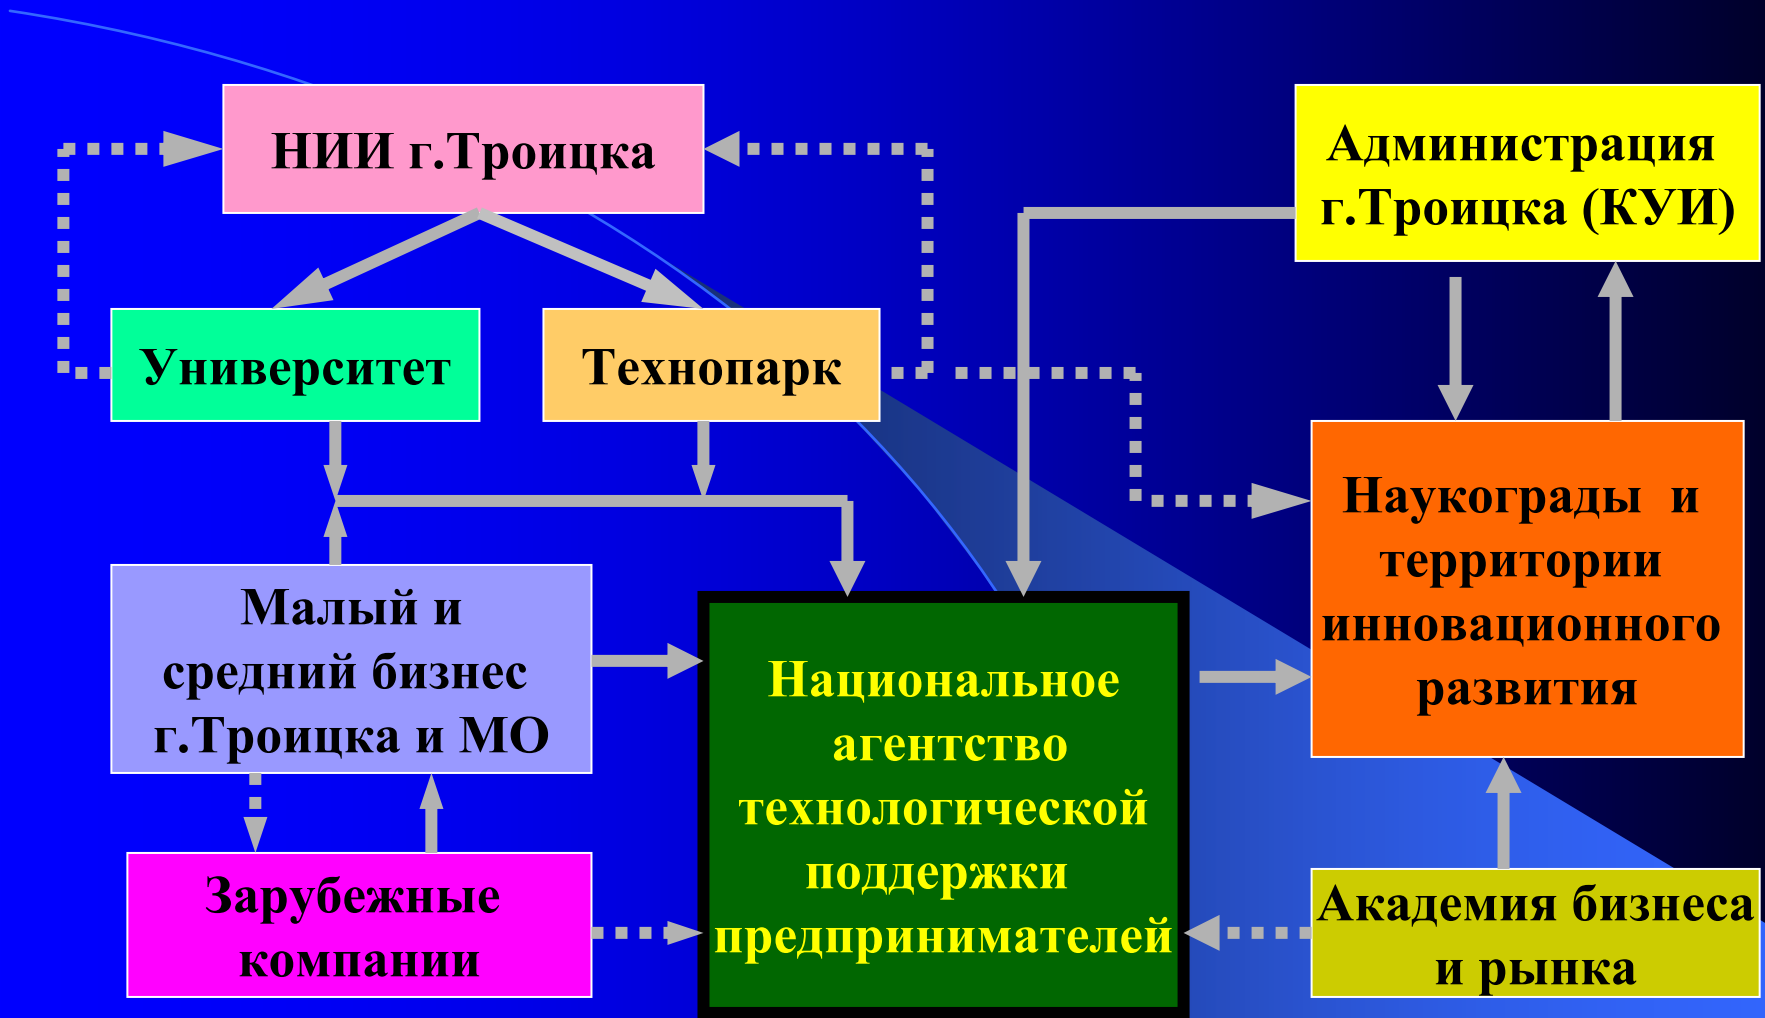 НИИ г.Троицка
Администрация
г.Троицка (КУИ)
Университет
Технопарк
Наукограды и
территории
инновационного
развития
Малый и
средний бизнес
г.Троицка и МО
Национальное
агентство
технологической
поддержки
предпринимателей
Зарубежные
компании
Академия бизнеса
и рынка